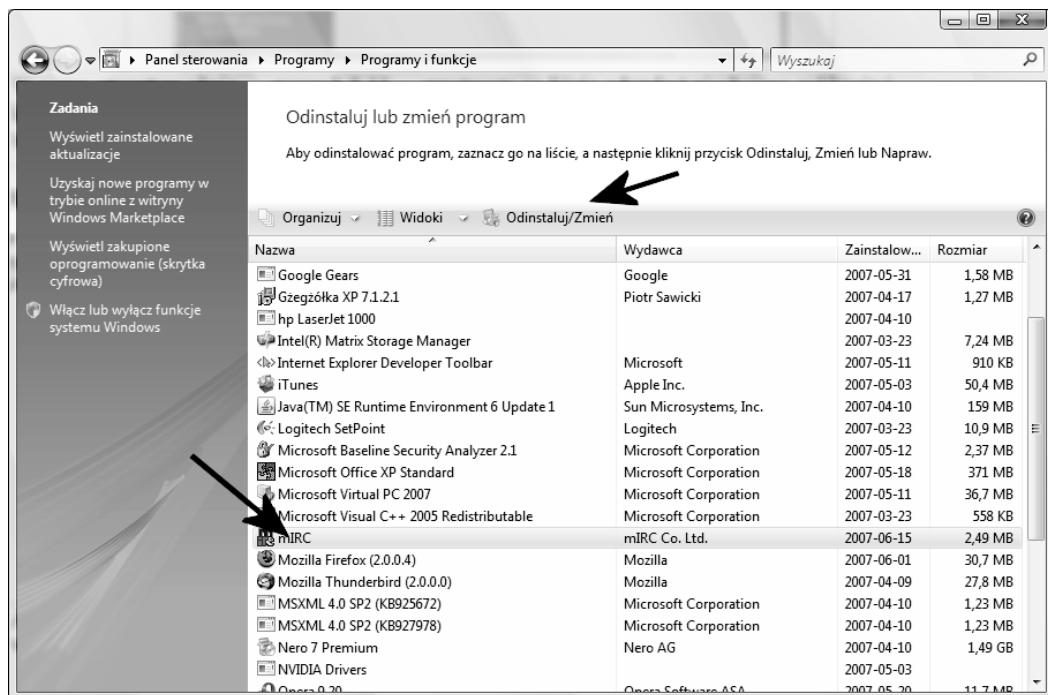 Panel sterowania ▸ Programy ▸ Programy i funkcje
Wyszukaj
Zadania
Wyświetl zainstalowane
aktualizacje
Uzyskaj nowe programy w
trybie online z witryny
Windows Marketplace
Wyświetl zakupione
oprogramowanie (skrytka
cyfrowa)
Włącz lub wyłącz funkcje
systemu Windows
Odinstaluj lub zmień program
Aby odinstalować program, zaznacz go na liście, a następnie kliknij przycisk Odinstaluj, Zmień lub Napraw.
Organizuj Widoki Odinstaluj/Zmień
Nazwa Wydawca Zainstalow... Rozmiar
Google Gears Google 2007-05-31 1,58 MB
Gżegżółka XP 7.1.2.1 Piotr Sawicki 2007-04-17 1,27 MB
hp LaserJet 1000 2007-04-10
Intel(R) Matrix Storage Manager 2007-03-23 7,24 MB
Internet Explorer Developer Toolbar Microsoft 2007-05-11 910 KB
iTunes Apple Inc. 2007-05-03 50,4 MB
Java(TM) SE Runtime Environment 6 Update 1 Sun Microsystems, Inc. 2007-04-10 159 MB
Logitech SetPoint Logitech 2007-03-23 10,9 MB
Microsoft Baseline Security Analyzer 2.1 Microsoft Corporation 2007-05-12 2,37 MB
Microsoft Office XP Standard Microsoft Corporation 2007-05-18 371 MB
Microsoft Virtual PC 2007 Microsoft Corporation 2007-05-11 36,7 MB
Microsoft Visual C++ 2005 Redistributable Microsoft Corporation 2007-03-23 558 KB
mIRC mIRC Co. Ltd. 2007-06-15 2,49 MB
Mozilla Firefox (2.0.0.4) Mozilla 2007-06-01 30,7 MB
Mozilla Thunderbird (2.0.0.0) Mozilla 2007-04-09 27,8 MB
MSXML 4.0 SP2 (KB925672) Microsoft Corporation 2007-04-10 1,23 MB
MSXML 4.0 SP2 (KB927978) Microsoft Corporation 2007-04-10 1,23 MB
Nero 7 Premium Nero AG 2007-04-10 1,49 GB
NVIDIA Drivers 2007-05-03
Opera 9.20 Opera Software ASA 2007-05-20 11,7 MB